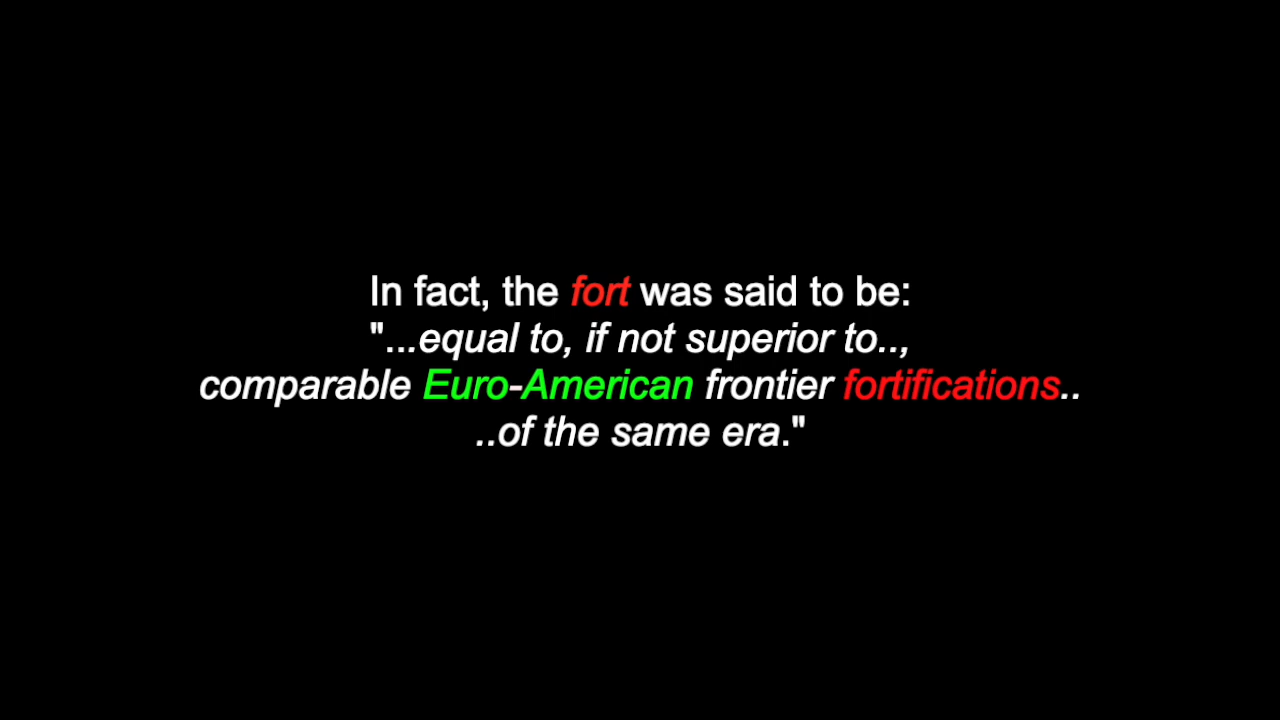 In fact, the fort was said to be:
"...equal to, if not superior to..,
comparable Euro-American frontier fortifications..
..of the same era."